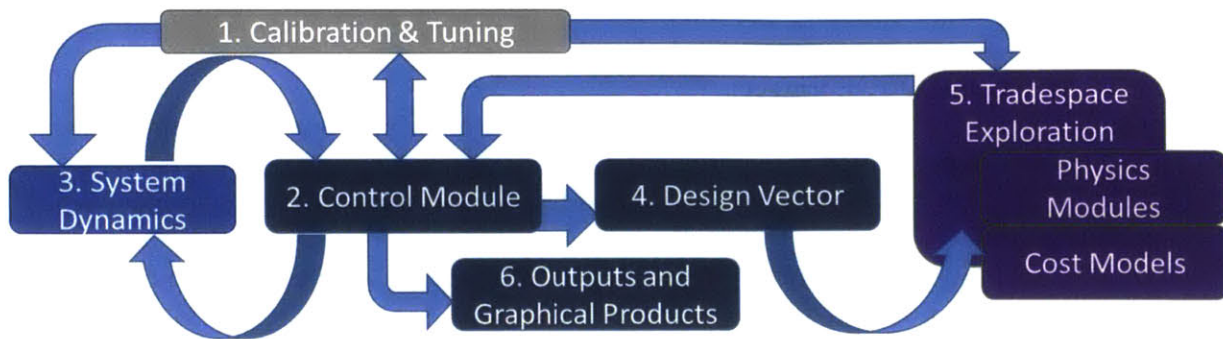 1. Calibration & Tuning
5. Tradespace
Exploration
Physics
Modules
Cost Models
3. System
Dynamics
2. Control Module
4. Design Vector
6. Outputs and
Graphical Products